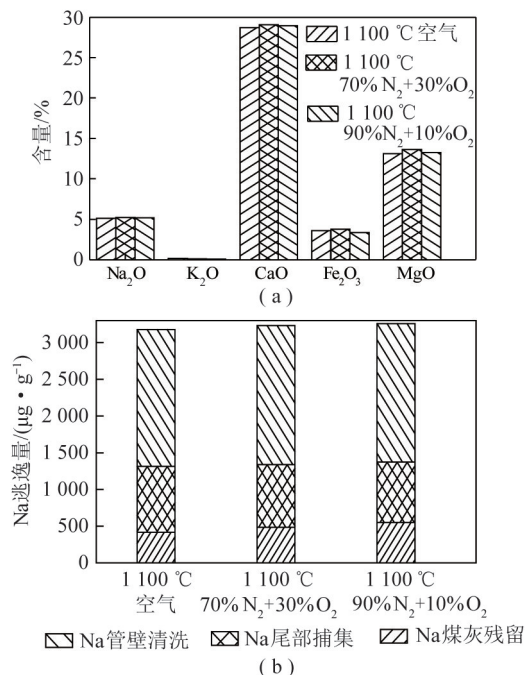 30
25
20
15
10
5
0
含量/%
1 100 ℃空气
1 100 ℃
70%N₂+30%O₂
1 100 ℃
90%N₂+10%O₂
Na₂O K₂O CaO Fe₂O₃ MgO
( a )
3 000
2 500
2 000
1 500
1 000
500
0
Na逃逸量/(μg·g⁻¹)
1 100 ℃ 1 100 ℃ 1 100 ℃
空气 70%N₂+30%O₂ 90%N₂+10%O₂
Na管壁清洗 Na尾部捕集 Na煤灰残留
( b )